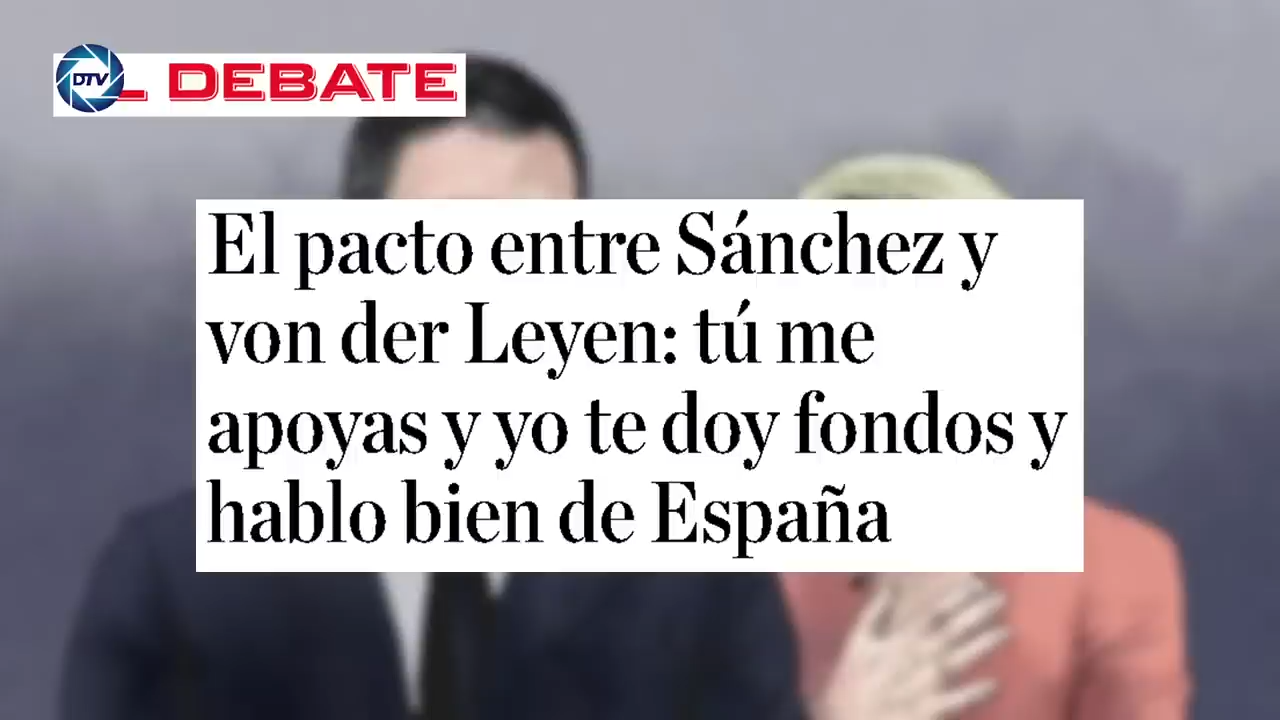 DTV
DEBATE
El pacto entre Sánchez y
von der Leyen: tú me
apoyas y yo te doy fondos y
hablo bien de España